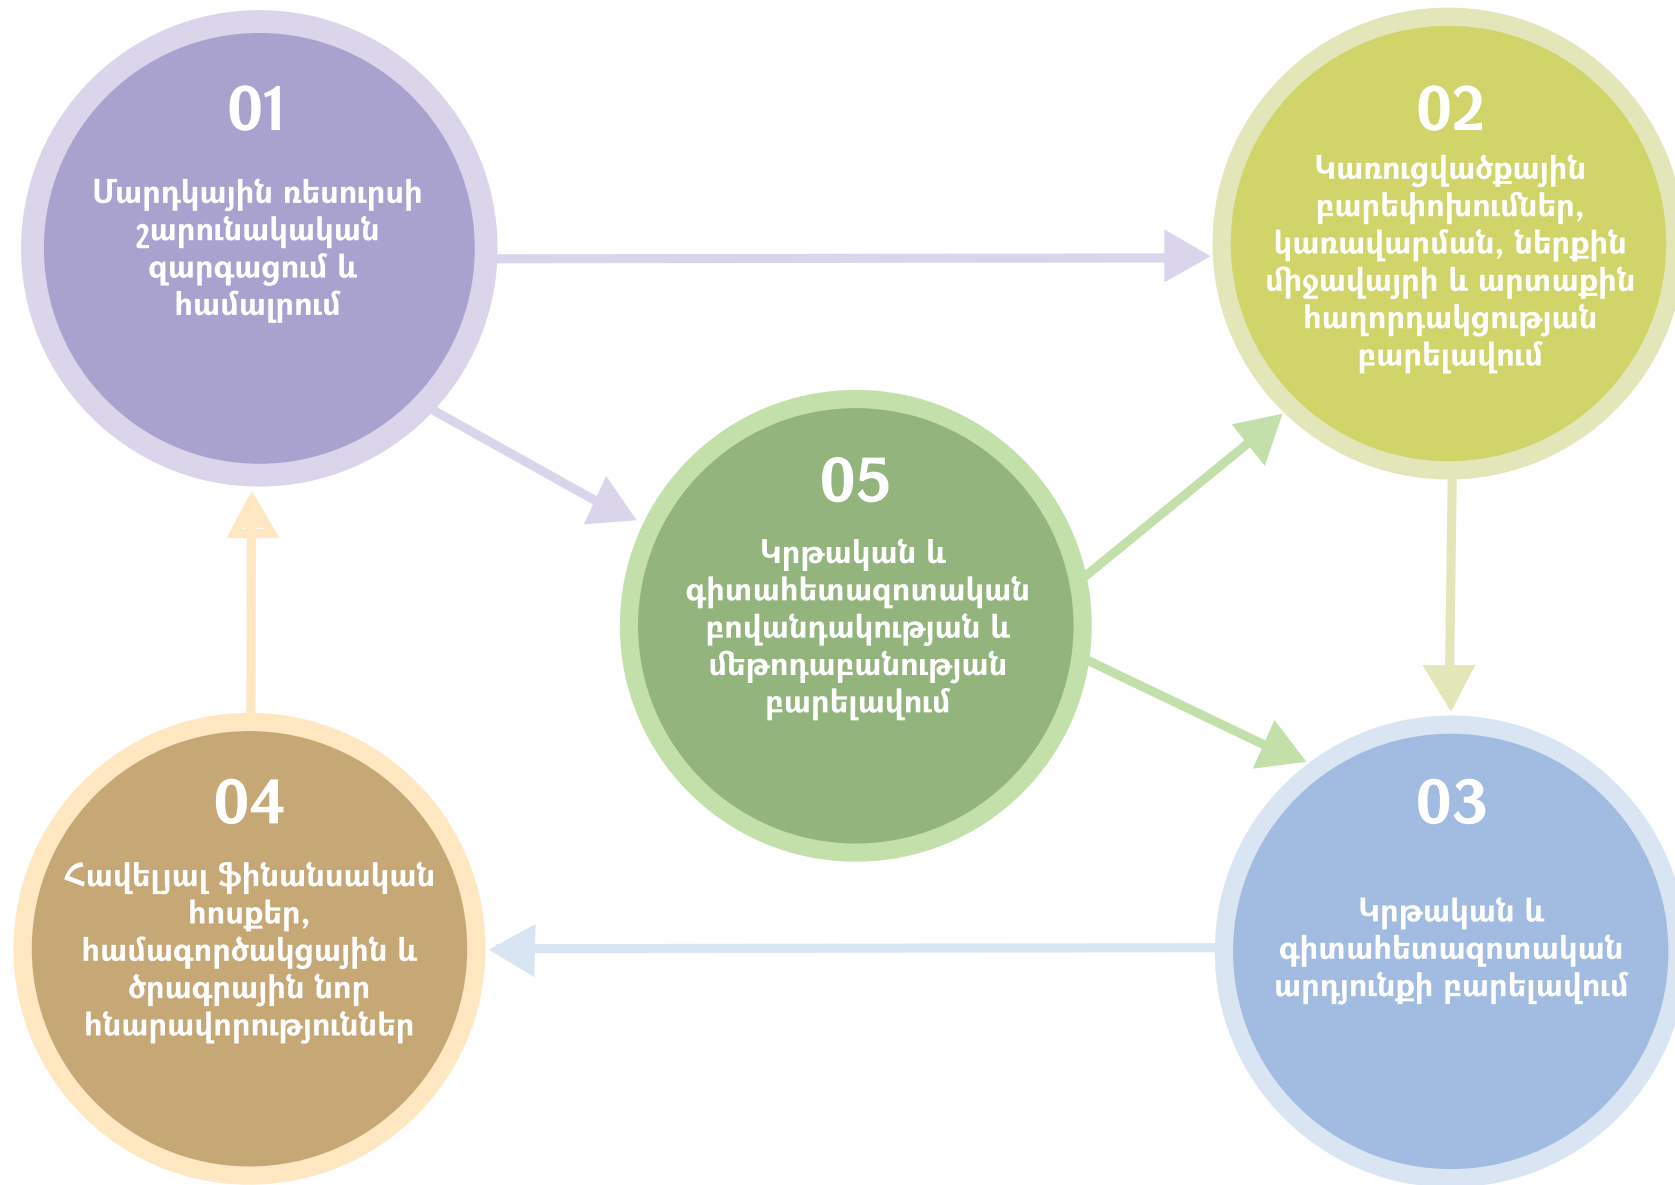 01
Մարդկային ռեսուրսի
շարունակական
զարգացում և
համալրում
02
Կառուցվածքային
բարեփոխումներ,
կառավարման, ներքին
միջավայրի և արտաքին
հաղորդակցության
բարելավում
05
Կրթական և
գիտահետազոտական
բովանդակության և
մեթոդաբանության
բարելավում
04
Հավելյալ ֆինանսական
հոսքեր,
համագործակցային և
ծրագրային նոր
հնարավորություններ
03
Կրթական և
գիտահետազոտական
արդյունքի բարելավում